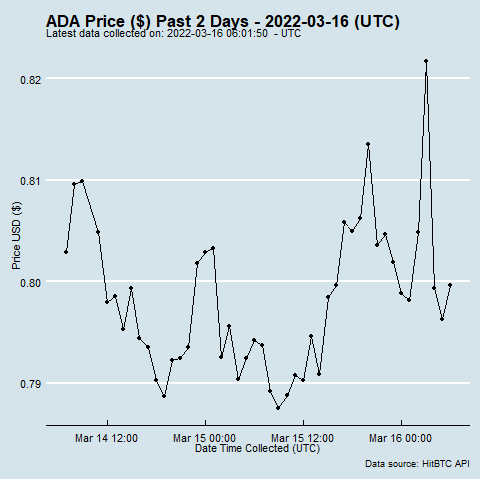 ADA Price ($) Past 2 Days - 2022-03-16 (UTC)
Latest data collected on: 2022-03-16 06:01:50 - UTC
0.82
0.81
0.80
0.79
Price USD ($)
Mar 14 12:00 Mar 15 00:00 Mar 15 12:00 Mar 16 00:00
Date Time Collected (UTC)
Data source: HitBTC API